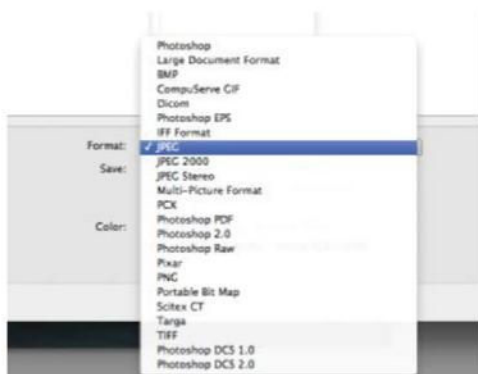 Photoshop
Large Document Format
BMP
CompuServe GIF
Dicom
Photoshop EPS
IFF Format
Format: ✓ JPEG
JPEG 2000
Save:
JPEG Stereo
Multi-Picture Format
PCX
Photoshop PDF
Color:
Photoshop 2.0
Photoshop Raw
Pixar
PNG
Portable Bit Map
Scitex CT
Targa
TIFF
Photoshop DCS 1.0
Photoshop DCS 2.0